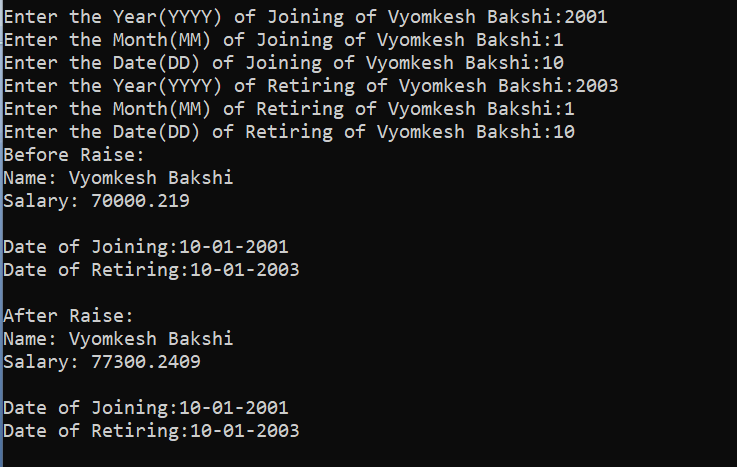 Enter the Year(YYYY) of Joining of Vyomkesh Bakshi:2001
Enter the Month(MM) of Joining of Vyomkesh Bakshi:1
Enter the Date(DD) of Joining of Vyomkesh Bakshi:10
Enter the Year(YYYY) of Retiring of Vyomkesh Bakshi:2003
Enter the Month(MM) of Retiring of Vyomkesh Bakshi:1
Enter the Date(DD) of Retiring of Vyomkesh Bakshi:10
Before Raise:
Name: Vyomkesh Bakshi
Salary: 70000.219
Date of Joining:10-01-2001
Date of Retiring:10-01-2003
After Raise:
Name: Vyomkesh Bakshi
Salary: 77300.2409
Date of Joining:10-01-2001
Date of Retiring:10-01-2003